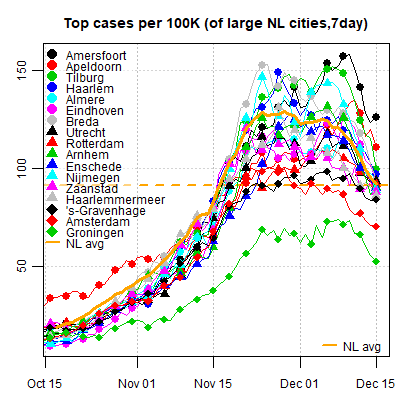 Top cases per 100K (of large NL cities,7day)
150
100
50
Amersfoort
Apeldoorn
Tilburg
Haarlem
Almere
Eindhoven
Breda
Utrecht
Rotterdam
Arnhem
Enschede
Nijmegen
Zaanstad
Haarlemmermeer
's-Gravenhage
Amsterdam
Groningen
NL avg
NL avg
Oct 15
Nov 01
Nov 15
Dec 01
Dec 15